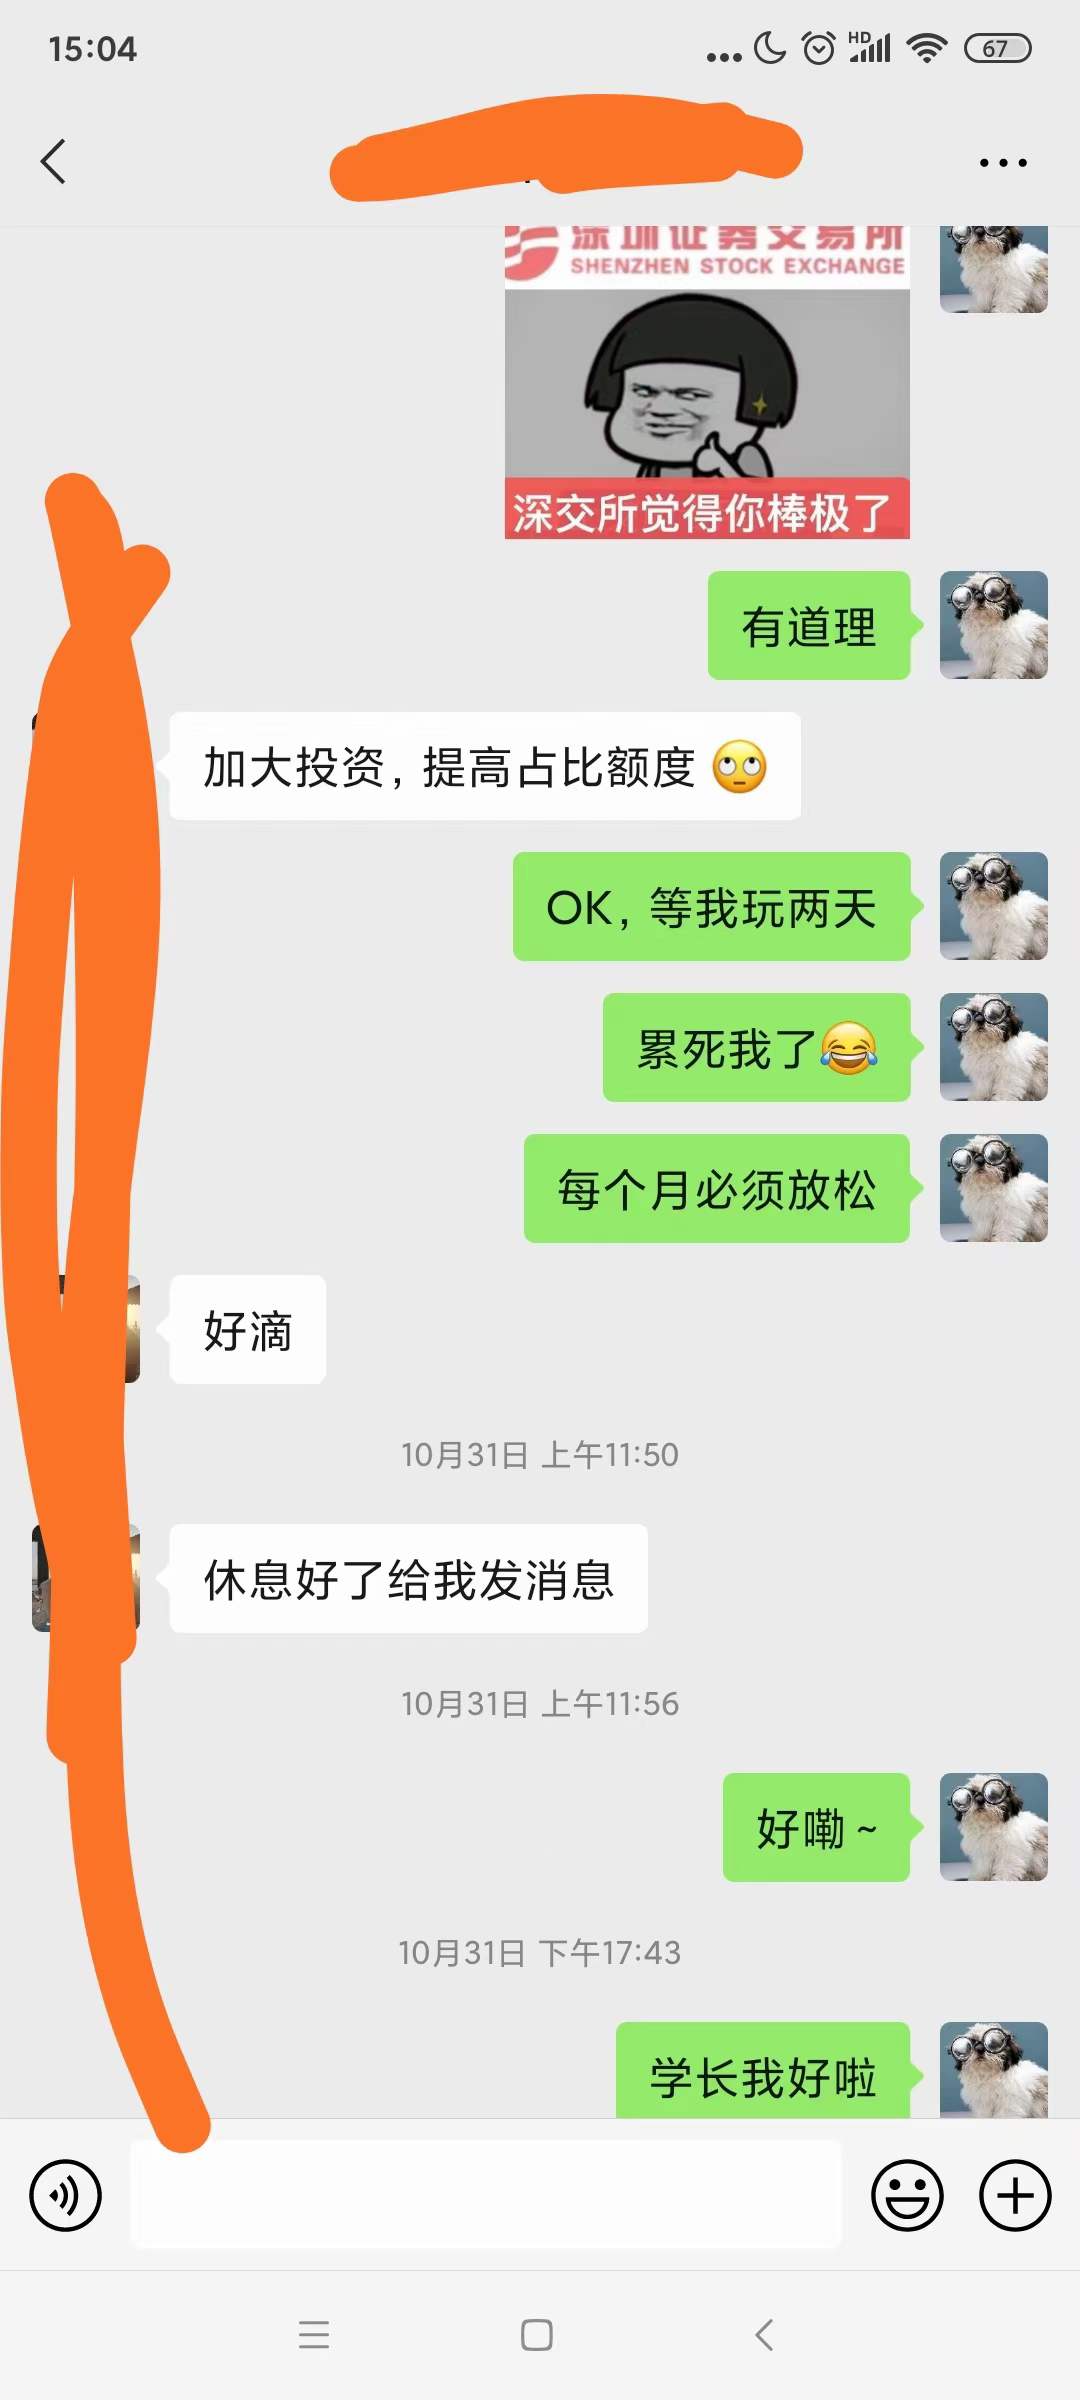 15:04
HD
67
深圳证券交易所
SHENZHEN STOCK EXCHANGE
深交所觉得你棒极了
有道理
加大投资，提高占比额度🙄
OK，等我玩两天
累死我了😂
每个月必须放松
好滴
10月31日 上午11:50
休息好了给我发消息
10月31日 上午11:56
好嘞~
10月31日 下午17:43
学长我好啦